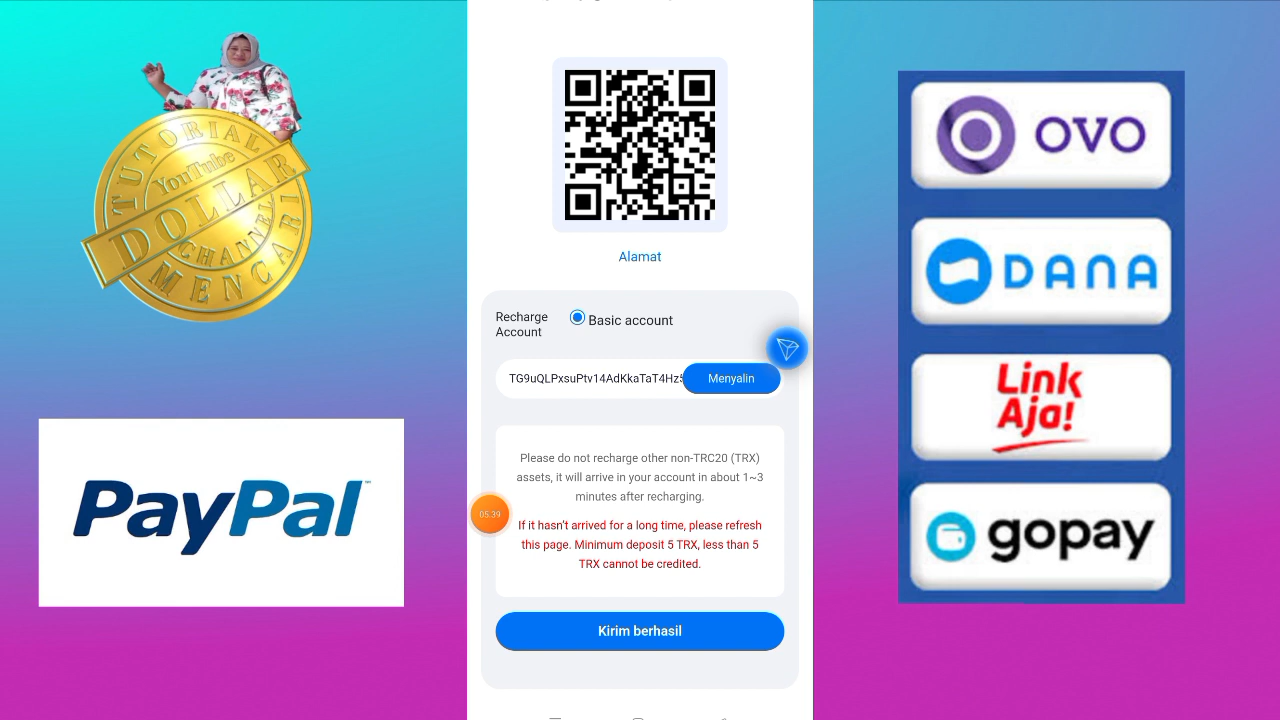 TUTORIAL
YouTube
DOLLAR
CHANNEL
MENCARI
PayPal
Alamat
Recharge
Account
Basic account
Menyalin
Please do not recharge other non-TRC20 (TRX)
assets, it will arrive in your account in about 1~3
minutes after recharging.
05.39
If it hasn't arrived for a long time, please refresh
this page. Minimum deposit 5 TRX, less than 5
TRX cannot be credited.
Kirim berhasil
OVO
DANA
Link
Aja!
gopay